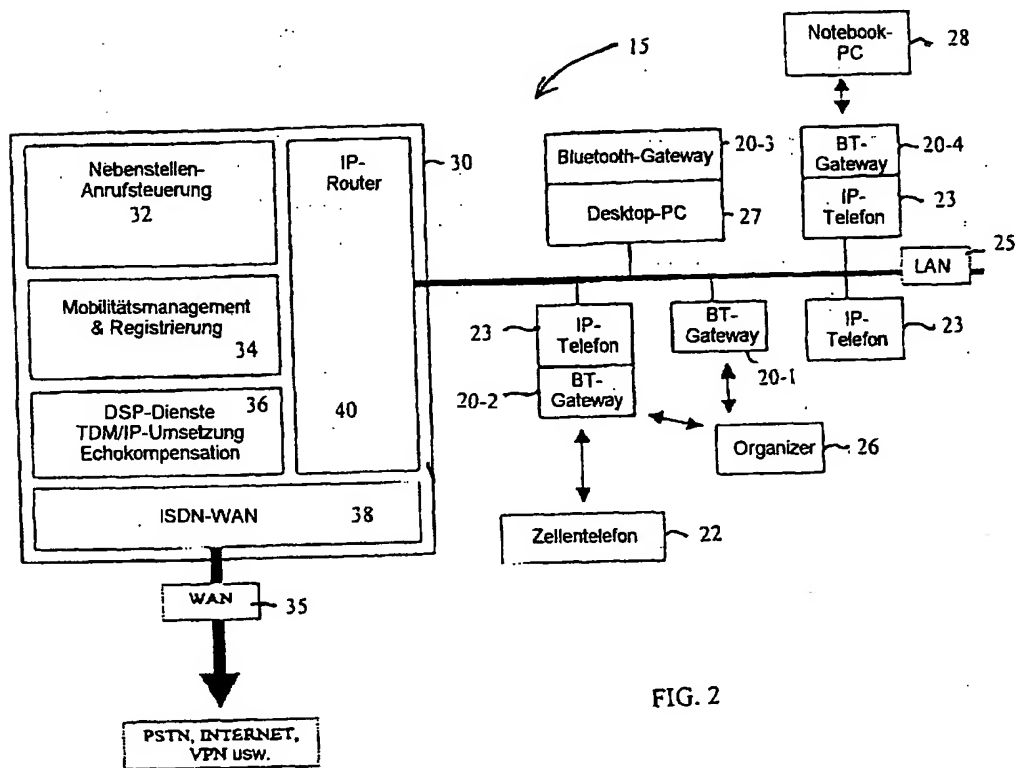 15
Notebook-
PC
28
Nebenstellen-
Anrufsteuerung
32
IP-
Router
30
Bluetooth-Gateway
20-3
Desktop-PC
27
BT-
Gateway
20-4
IP-
Telefon
23
25
LAN
Mobilitätsmanagement
& Registrierung
34
23
IP-
Telefon
BT-
Gateway
20-2
BT-
Gateway
20-1
IP-
Telefon
23
DSP-Dienste
36
TDM/IP-Umsetzung
Echokompensation
40
Organizer
26
ISDN-WAN
38
Zellentelefon
22
WAN
35
PSTN, INTERNET,
VPN usw.
FIG. 2